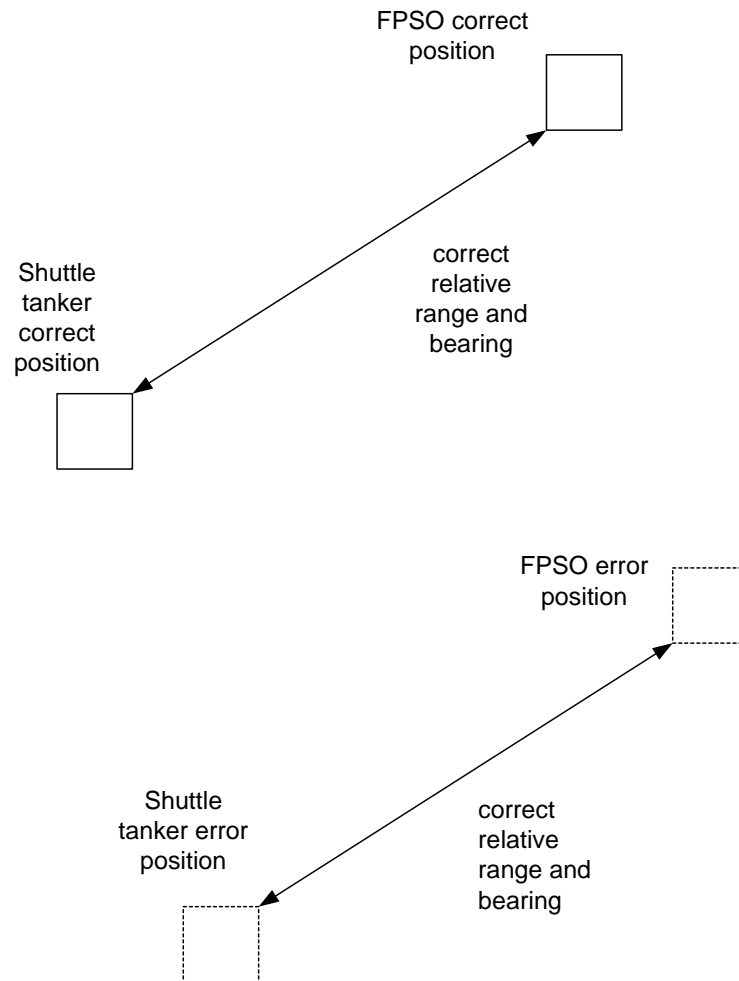 FPSO correct
position
Shuttle
tanker
correct
position
correct
relative
range and
bearing
FPSO error
position
Shuttle
tanker error
position
correct
relative
range and
bearing